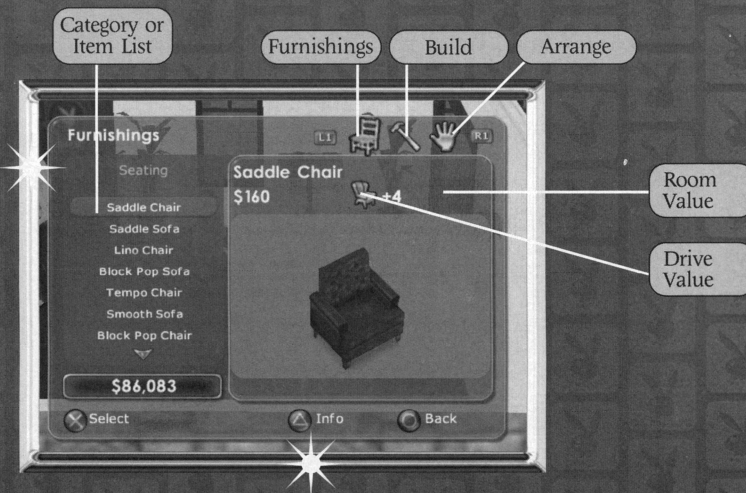 Category or
Item List
Furnishings
Build
Arrange
Furnishings
L1
R1
Seating
Saddle Chair
Saddle Sofa
Lino Chair
Block Pop Sofa
Tempo Chair
Smooth Sofa
Block Pop Chair
$86,083
Saddle Chair
$160
+4
Room
Value
Drive
Value
Select
Info
Back